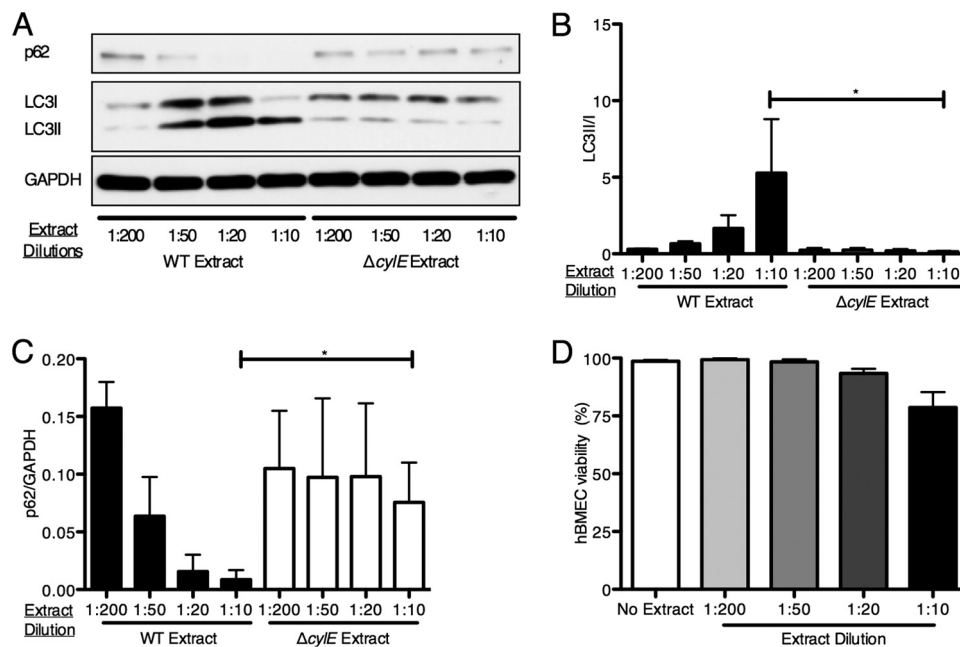 A
p62
LC3I
LC3II
GAPDH
Extract
Dilutions
1:200 1:50 1:20 1:10 1:200 1:50 1:20 1:10
WT Extract ΔcylE Extract
B
LC3II/I
15
10
5
0
*
Extract
Dilution
1:200 1:50 1:20 1:10 1:200 1:50 1:20 1:10
WT Extract ΔcylE Extract
C
p62/GAPDH
0.20
0.15
0.10
0.05
0.00
*
Extract
Dilution
1:200 1:50 1:20 1:10 1:200 1:50 1:20 1:10
WT Extract ΔcylE Extract
D
hBMEC viability (%)
100
75
50
25
0
No Extract 1:200 1:50 1:20 1:10
Extract Dilution